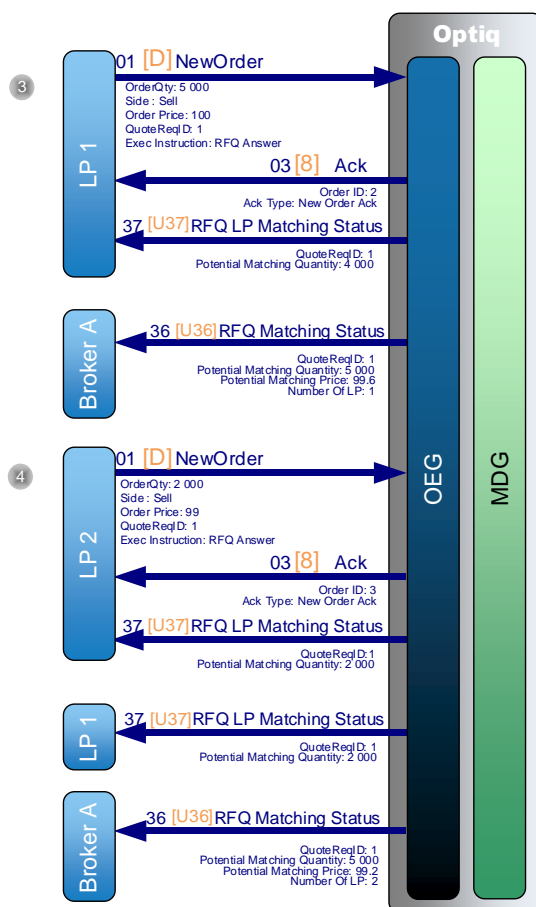 Optiq
3
01 [D] NewOrder
OrderQty: 5 000
Side : Sell
Order Price: 100
QuoteReqID: 1
Exec Instruction: RFQ Answer
LP 1
03 [8] Ack
Order ID: 2
Ack Type: New Order Ack
37 [U37] RFQ LP Matching Status
QuoteReqID: 1
Potential Matching Quantity: 4 000
Broker A
36 [U36] RFQ Matching Status
QuoteReqID: 1
Potential Matching Quantity: 5 000
Potential Matching Price: 99.6
Number Of LP: 1
OEG
MDG
4
01 [D] NewOrder
OrderQty: 2 000
Side : Sell
Order Price: 99
QuoteReqID: 1
Exec Instruction: RFQ Answer
LP 2
03 [8] Ack
Order ID: 3
Ack Type: New Order Ack
37 [U37] RFQ LP Matching Status
QuoteReqID:1
Potential Matching Quantity: 2 000
LP 1
37 [U37] RFQ LP Matching Status
QuoteReqID: 1
Potential Matching Quantity: 2 000
Broker A
36 [U36] RFQ Matching Status
QuoteReqID: 1
Potential Matching Quantity: 5 000
Potential Matching Price: 99.2
Number Of LP: 2